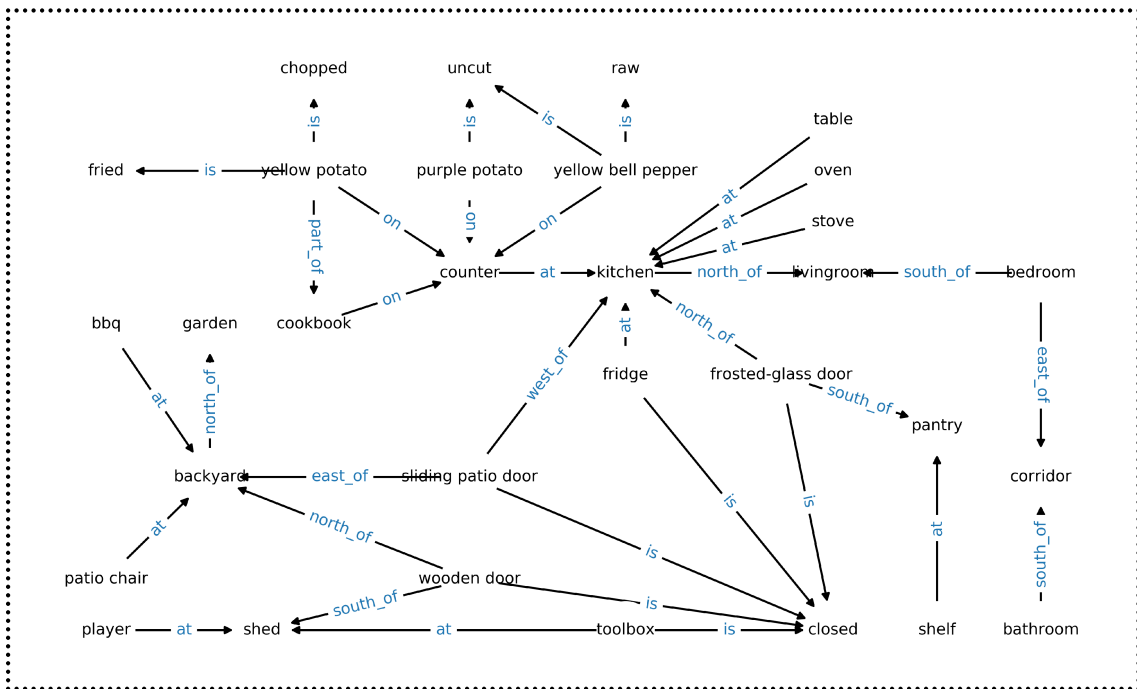 chopped uncut raw
is is is is
table
fried is yellow potato purple potato yellow bell pepper oven
at
part_of on on on at stove
at
counter at kitchen north_of livingroom south_of bedroom
on
bbq garden cookbook at north_of
west_of fridge frosted-glass door east_of
at north_of south_of
pantry
backyard east_of sliding patio door corridor
at north_of is is at south_of
is
patio chair wooden door
south_of is
player at shed at toolbox is closed shelf bathroom